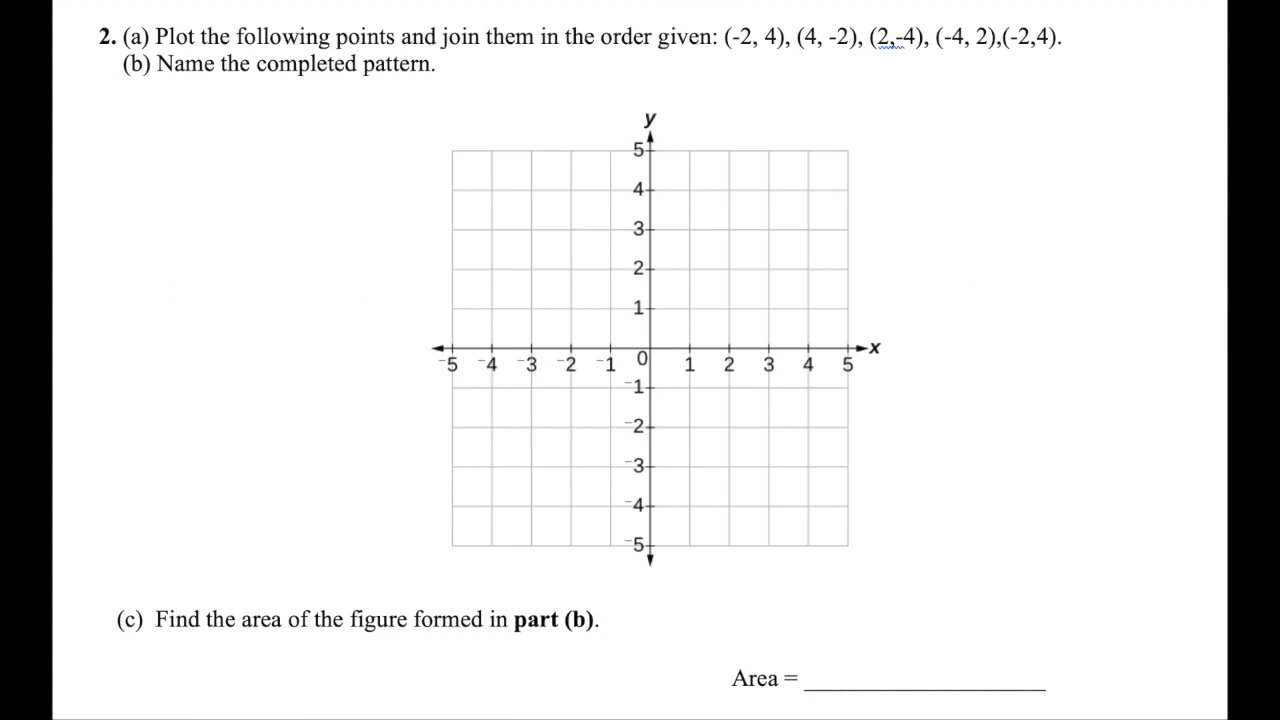 2. (a) Plot the following points and join them in the order given: (-2, 4), (4, -2), (2,-4), (-4, 2),(-2,4).
(b) Name the completed pattern.
y
5
4
3
2
1
-5 -4 -3 -2 -1 0 1 2 3 4 5 x
-1
-2
-3
-4
-5
(c) Find the area of the figure formed in part (b).
Area = ____________________